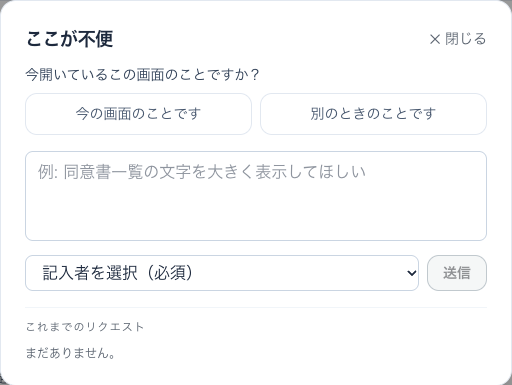 ここが不便
× 閉じる
今開いているこの画面のことですか？
今の画面のことです
別のときのことです
例: 同意書一覧の文字を大きく表示してほしい
記入者を選択（必須）
送信
これまでのリクエスト
まだありません。